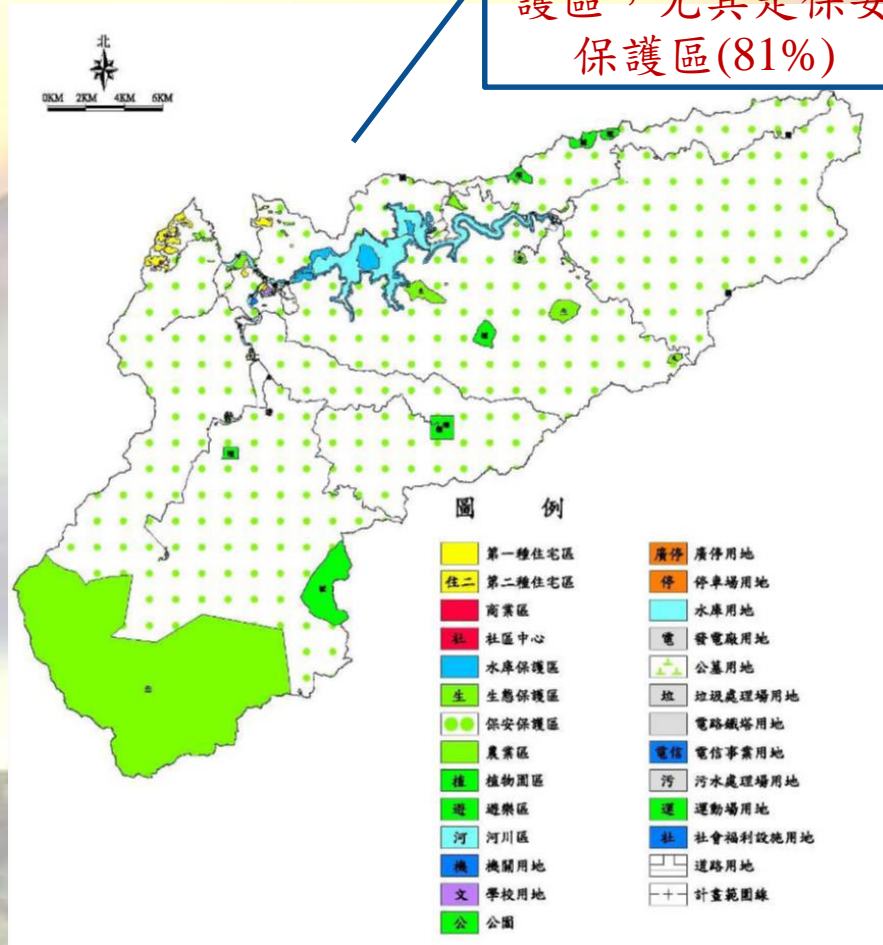 護區，尤其是保安
保護區(81%)
北
0KM 2KM 4KM 6KM
圖 例
第一種住宅區
住二 第二種住宅區
商業區
社 社區中心
水庫保護區
生 生態保護區
保安保護區
農業區
植 植物園區
遊 遊樂區
河 河川區
機 機關用地
文 學校用地
公 公園
廣停 廣停用地
停 停車場用地
水庫用地
電 發電廠用地
公墓用地
垃 垃圾處理場用地
電路鐵塔用地
電信 電信事業用地
污 污水處理場用地
運 運動場用地
社 社會福利設施用地
道路用地
計畫範圍線